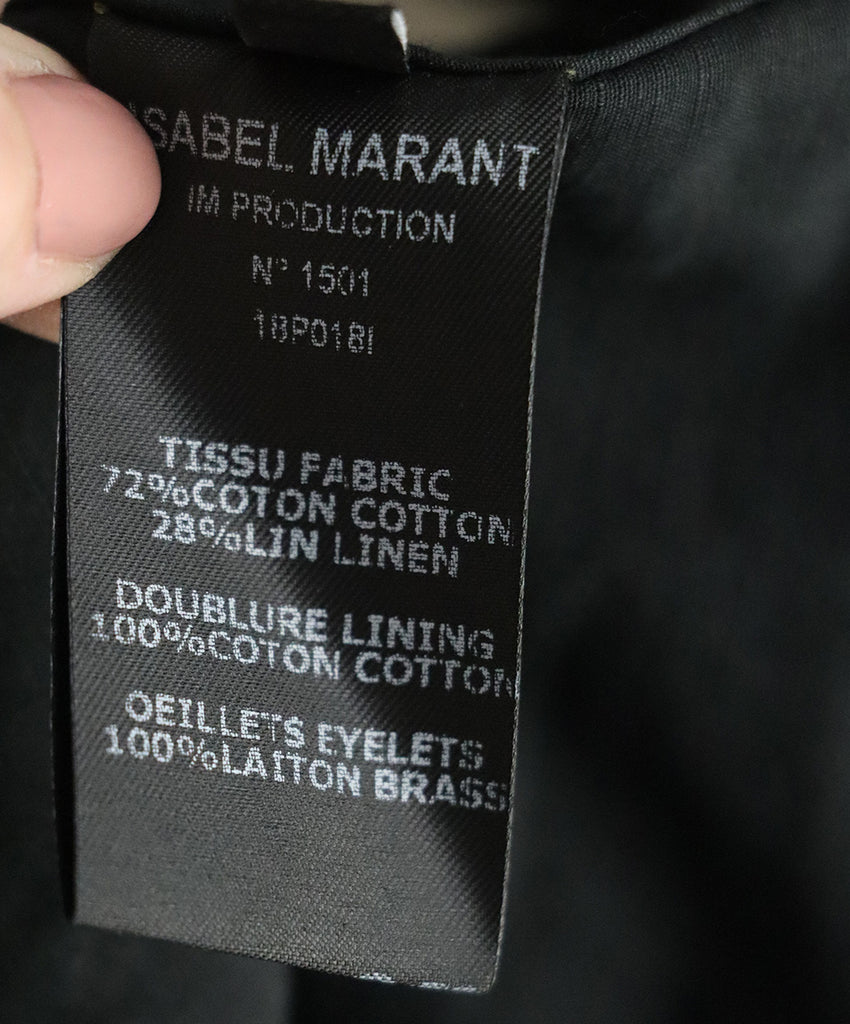 ISABEL MARANT
IM PRODUCTION
N° 1501
18P018I
TISSU FABRIC
72%COTON COTTON
28%LIN LINEN
DOUBLURE LINING
100%COTON COTTON
OEILLETS EYELETS
100%LAITON BRASS